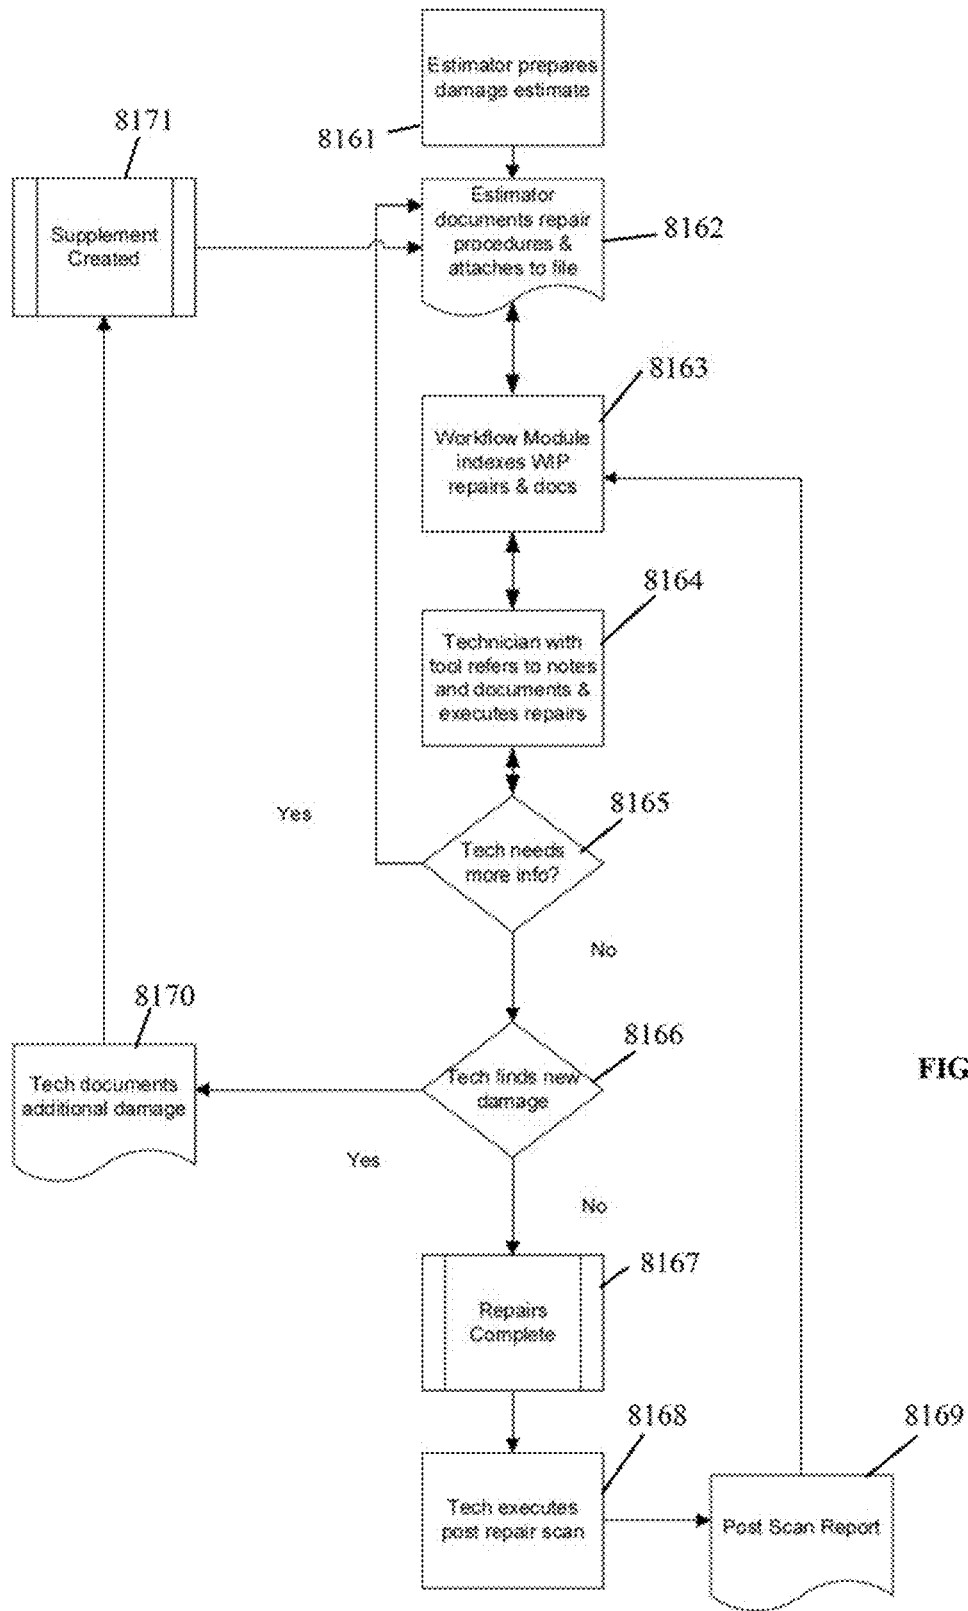 Estimator prepares
damage estimate
8161
8171
Supplement
Created
Estimator
documents repair
procedures &
attaches to file
8162
8163
Workflow Module
indexes WIP
repairs & docs
8164
Technician with
tool refers to notes
and documents &
executes repairs
Yes
8165
Tech needs
more info?
No
8170
Tech documents
additional damage
8166
Tech finds new
damage
FIG
Yes
No
8167
Repairs
Complete
8168
Tech executes
post repair scan
8169
Post Scan Report